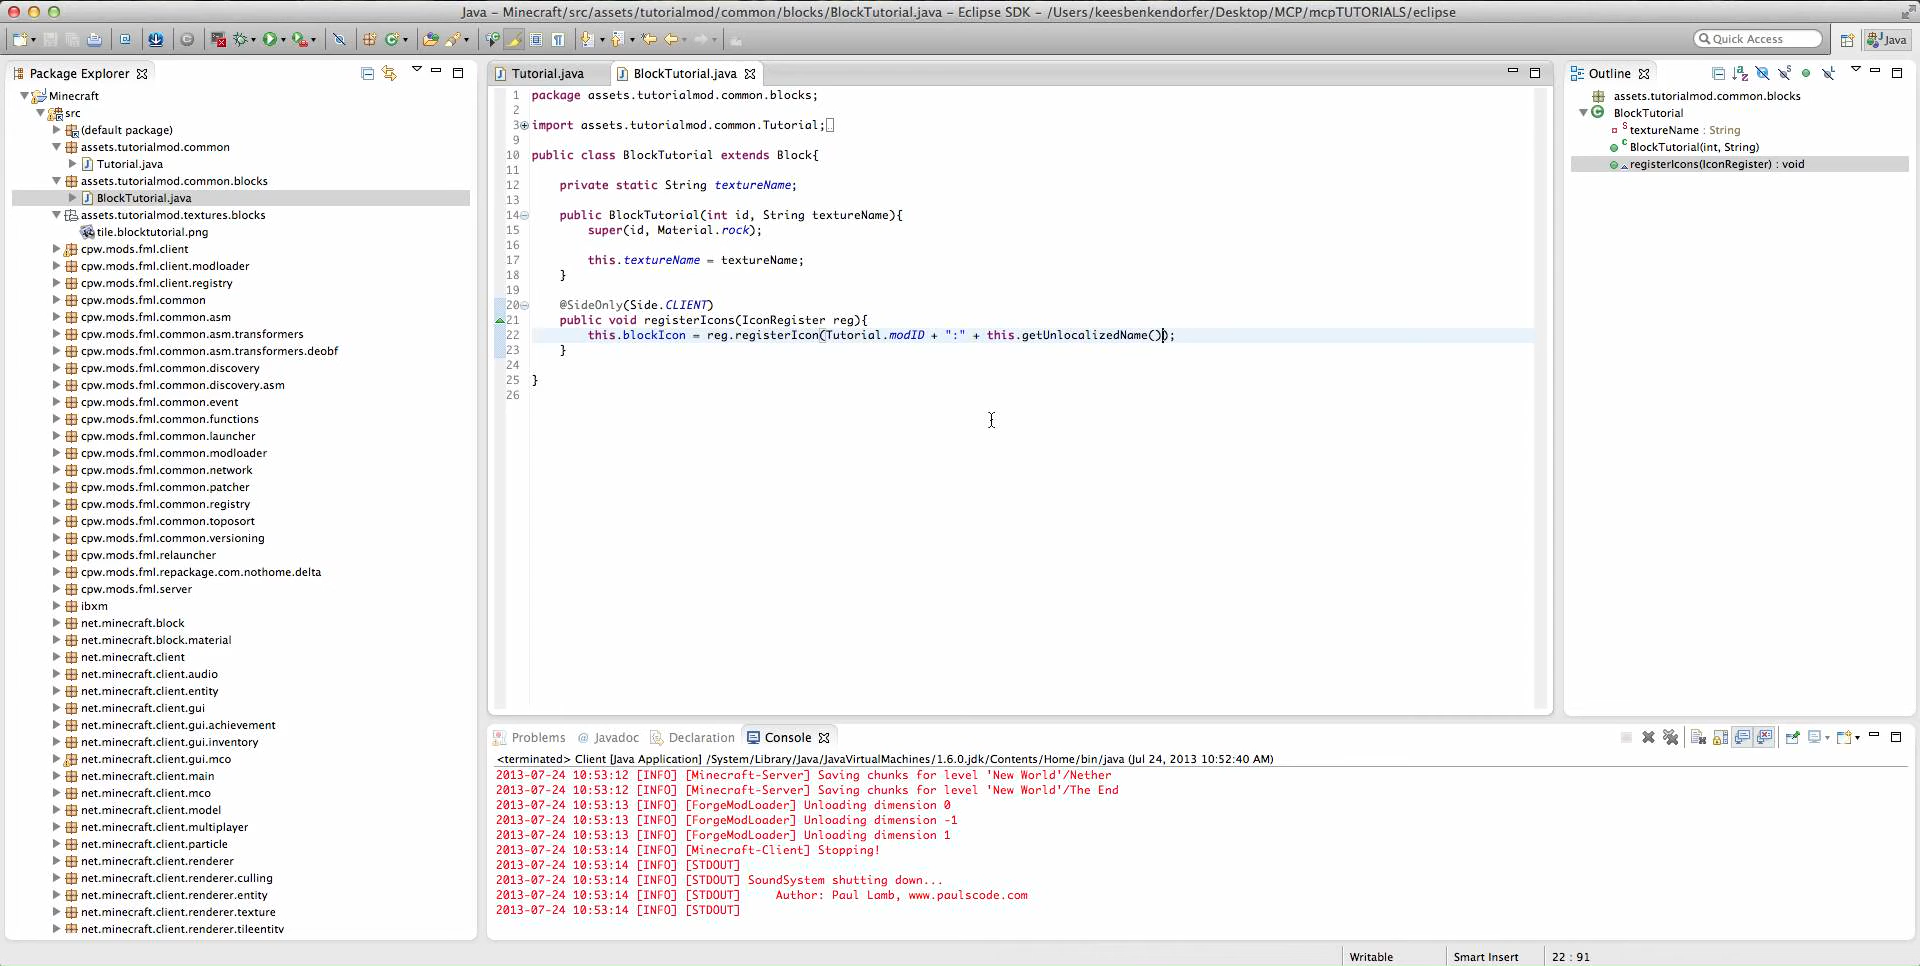 Java – Minecraft/src/assets/tutorialmod/common/blocks/BlockTutorial.java – Eclipse SDK – /Users/keesbenkendorfer/Desktop/MCP/mcpTUTORIALS/eclipse
Quick Access
Java
Package Explorer
Minecraft
src
(default package)
assets.tutorialmod.common
Tutorial.java
assets.tutorialmod.common.blocks
BlockTutorial.java
assets.tutorialmod.textures.blocks
tile.blocktutorial.png
cpw.mods.fml.client
cpw.mods.fml.client.modloader
cpw.mods.fml.client.registry
cpw.mods.fml.common
cpw.mods.fml.common.asm
cpw.mods.fml.common.asm.transformers
cpw.mods.fml.common.asm.transformers.deobf
cpw.mods.fml.common.discovery
cpw.mods.fml.common.discovery.asm
cpw.mods.fml.common.event
cpw.mods.fml.common.functions
cpw.mods.fml.common.launcher
cpw.mods.fml.common.modloader
cpw.mods.fml.common.network
cpw.mods.fml.common.patcher
cpw.mods.fml.common.registry
cpw.mods.fml.common.toposort
cpw.mods.fml.common.versioning
cpw.mods.fml.relauncher
cpw.mods.fml.repackage.com.nothome.delta
cpw.mods.fml.server
ibxm
net.minecraft.block
net.minecraft.block.material
net.minecraft.client
net.minecraft.client.audio
net.minecraft.client.entity
net.minecraft.client.gui
net.minecraft.client.gui.achievement
net.minecraft.client.gui.inventory
net.minecraft.client.gui.mco
net.minecraft.client.main
net.minecraft.client.mco
net.minecraft.client.model
net.minecraft.client.multiplayer
net.minecraft.client.particle
net.minecraft.client.renderer
net.minecraft.client.renderer.culling
net.minecraft.client.renderer.entity
net.minecraft.client.renderer.texture
net.minecraft.client.renderer.tileentity
Tutorial.java BlockTutorial.java
1 package assets.tutorialmod.common.blocks;
2
3 import assets.tutorialmod.common.Tutorial;
9
10 public class BlockTutorial extends Block{
11
12 private static String textureName;
13
14 public BlockTutorial(int id, String textureName){
15 super(id, Material.rock);
16
17 this.textureName = textureName;
18 }
19
20 @SideOnly(Side.CLIENT)
21 public void registerIcons(IconRegister reg){
22 this.blockIcon = reg.registerIcon(Tutorial.modID + ":" + this.getUnlocalizedName());
23 }
24
25 }
26
Outline
assets.tutorialmod.common.blocks
BlockTutorial
textureName : String
BlockTutorial(int, String)
registerIcons(IconRegister) : void
Problems @ Javadoc Declaration Console
<terminated> Client [Java Application] /System/Library/Java/JavaVirtualMachines/1.6.0.jdk/Contents/Home/bin/java (Jul 24, 2013 10:52:40 AM)
2013-07-24 10:53:12 [INFO] [Minecraft-Server] Saving chunks for level 'New World'/Nether
2013-07-24 10:53:12 [INFO] [Minecraft-Server] Saving chunks for level 'New World'/The End
2013-07-24 10:53:13 [INFO] [ForgeModLoader] Unloading dimension 0
2013-07-24 10:53:13 [INFO] [ForgeModLoader] Unloading dimension -1
2013-07-24 10:53:13 [INFO] [ForgeModLoader] Unloading dimension 1
2013-07-24 10:53:14 [INFO] [Minecraft-Client] Stopping!
2013-07-24 10:53:14 [INFO] [STDOUT]
2013-07-24 10:53:14 [INFO] [STDOUT] SoundSystem shutting down...
2013-07-24 10:53:14 [INFO] [STDOUT] Author: Paul Lamb, www.paulscode.com
2013-07-24 10:53:14 [INFO] [STDOUT]
Writable Smart Insert 22 : 91